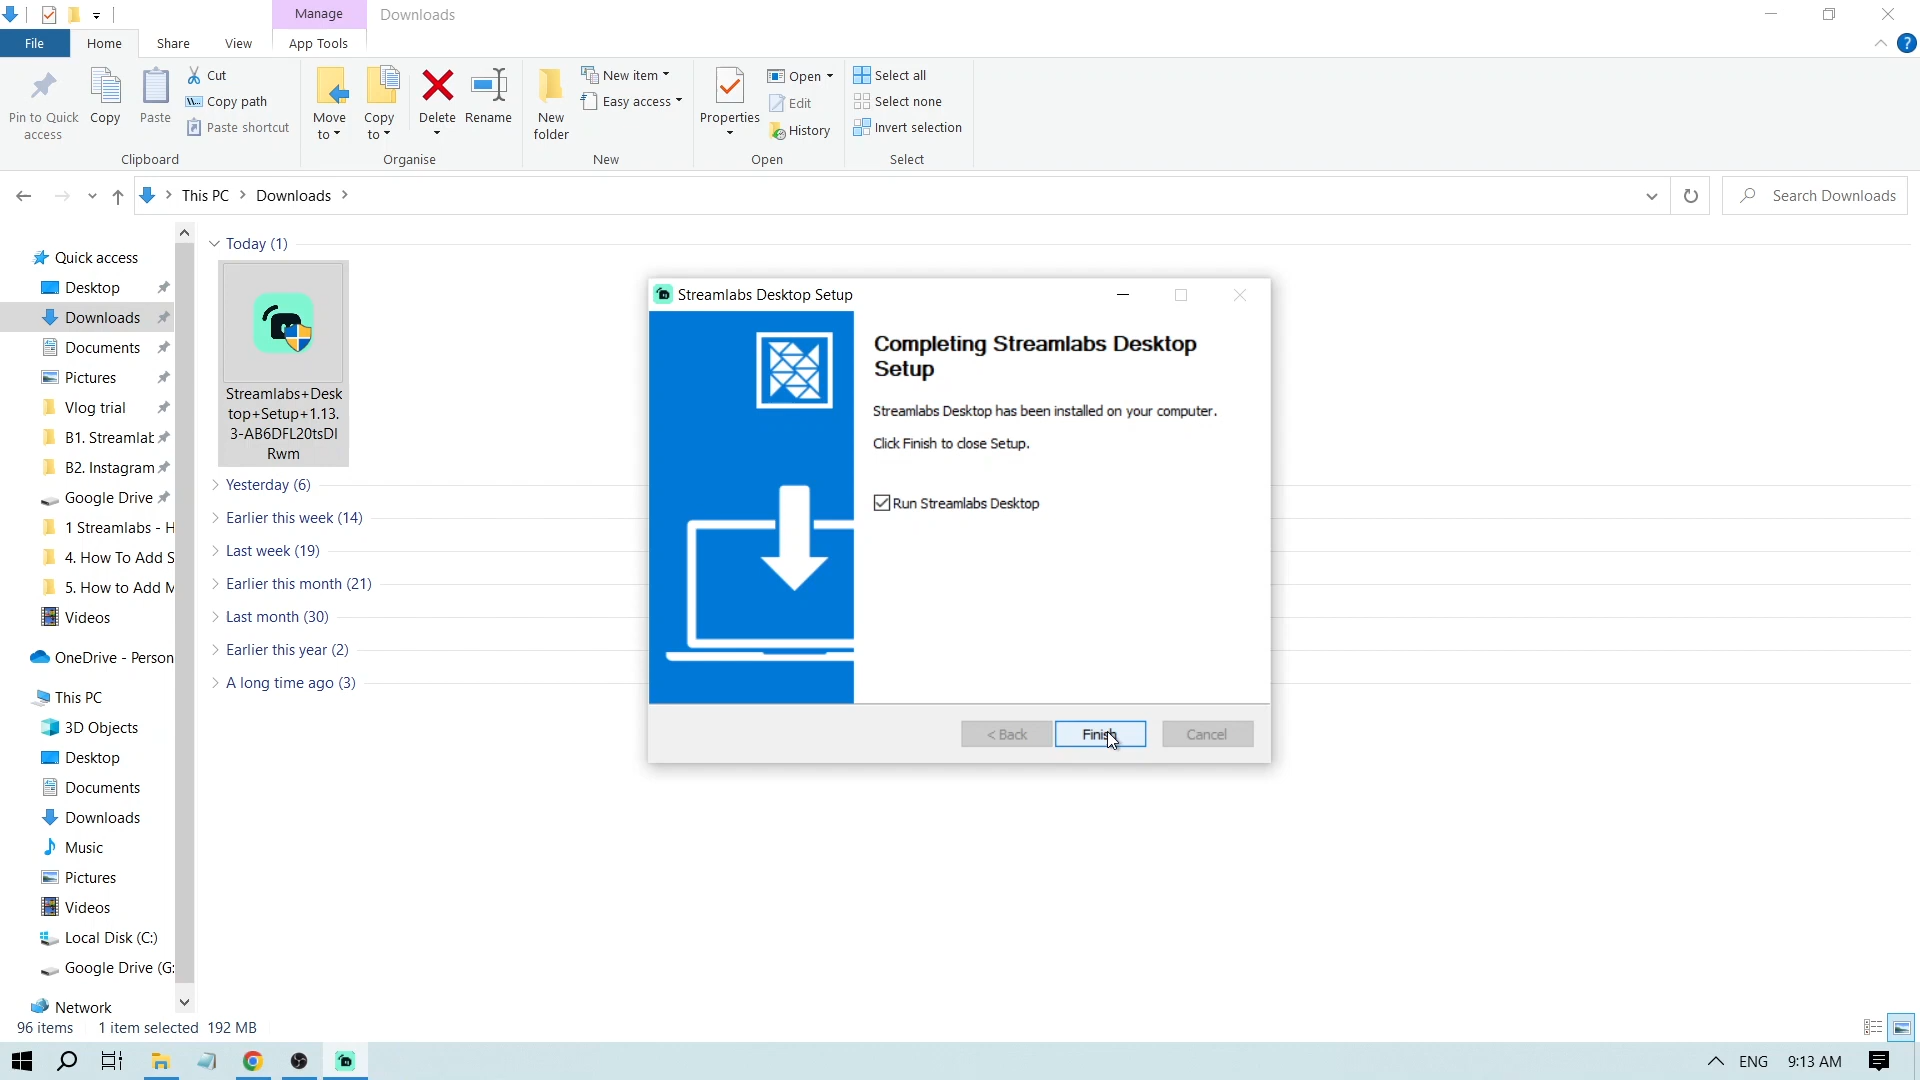 Manage
Downloads
File
Home
Share
View
App Tools
Pin to Quick
access
Copy
Paste
Cut
Copy path
Paste shortcut
Clipboard
Move
to
Copy
to
Delete
Rename
Organise
New
folder
New item
Easy access
New
Properties
Open
Edit
History
Open
Select all
Select none
Invert selection
Select
This PC
Downloads
Search Downloads
Quick access
Desktop
Downloads
Documents
Pictures
Vlog trial
B1. Streamlab
B2. Instagram
Google Drive
1 Streamlabs - H
4. How To Add S
5. How to Add M
Videos
OneDrive - Person
This PC
3D Objects
Desktop
Documents
Downloads
Music
Pictures
Videos
Local Disk (C:)
Google Drive (G:
Network
Today (1)
Streamlabs+Desk
top+Setup+1.13.
3-AB6DFL20tsDl
Rwm
Yesterday (6)
Earlier this week (14)
Last week (19)
Earlier this month (21)
Last month (30)
Earlier this year (2)
A long time ago (3)
Streamlabs Desktop Setup
Completing Streamlabs Desktop
Setup
Streamlabs Desktop has been installed on your computer.
Click Finish to close Setup.
Run Streamlabs Desktop
< Back
Finish
Cancel
96 items
1 item selected 192 MB
ENG
9:13 AM